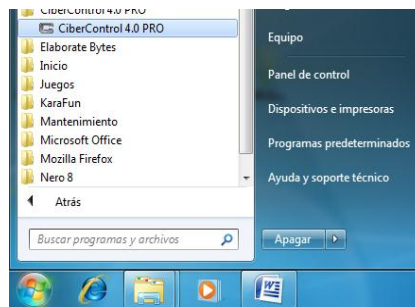 CiberControl 4.0 PRO
CiberControl 4.0 PRO
Elaborate Bytes
Inicio
Juegos
KaraFun
Mantenimiento
Microsoft Office
Mozilla Firefox
Nero 8
Atrás
Buscar programas y archivos
Equipo
Panel de control
Dispositivos e impresoras
Programas predeterminados
Ayuda y soporte técnico
Apagar